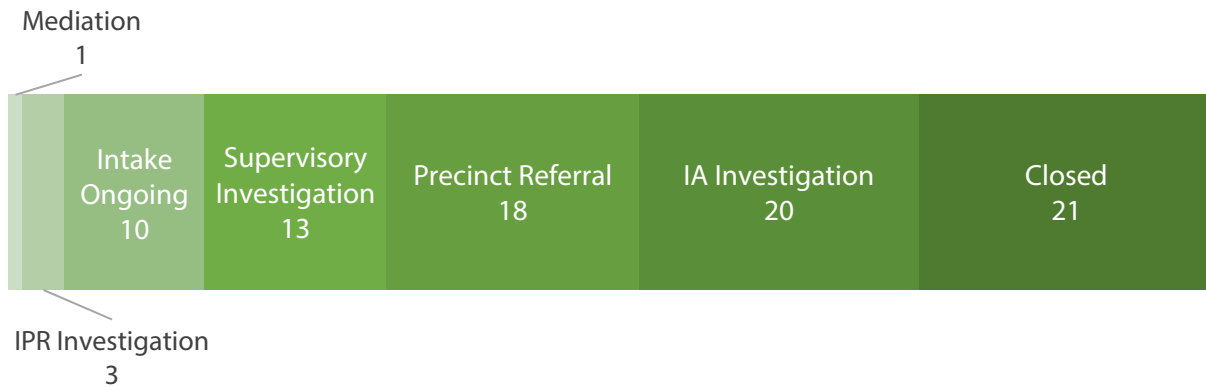 Mediation
1
Intake
Ongoing
10
Supervisory
Investigation
13
Precinct Referral
18
IA Investigation
20
Closed
21
IPR Investigation
3